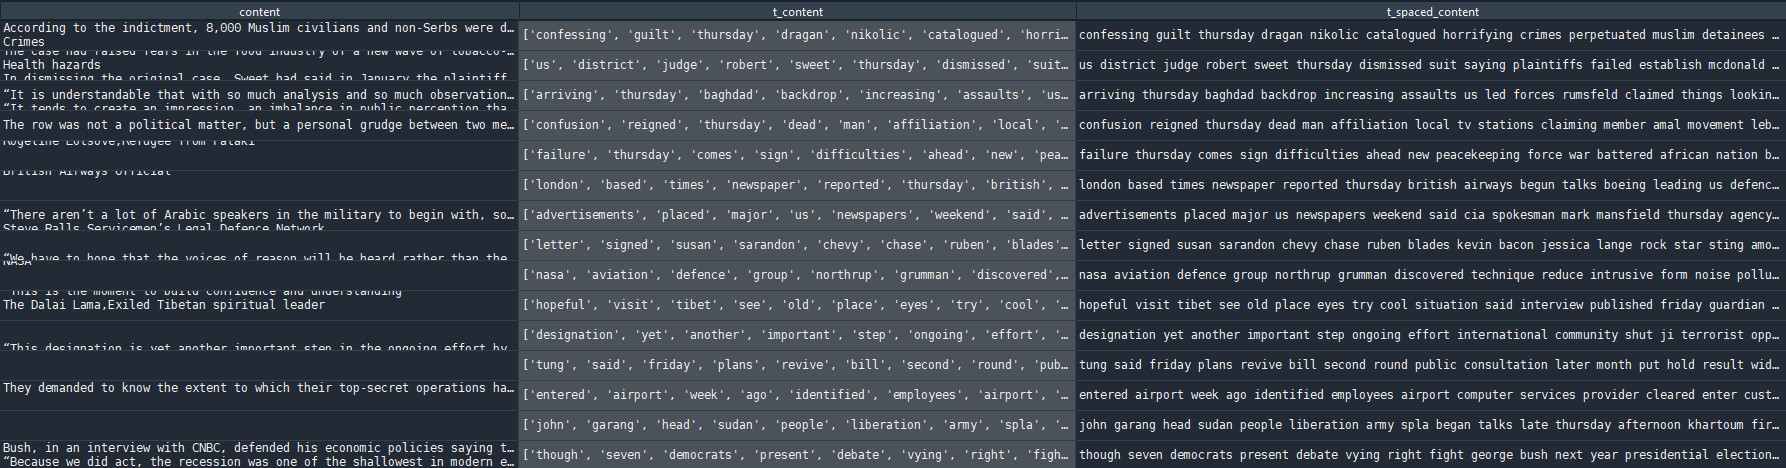 content t_content t_spaced_content
According to the indictment, 8,000 Muslim civilians and non-Serbs were d…
Crimes
['confessing', 'guilt', 'thursday', 'dragan', 'nikolic', 'catalogued', 'horri…
confessing guilt thursday dragan nikolic catalogued horrifying crimes perpetuated muslim detainees …
The case had raised fears in the food industry of a new wave of tobacco-…
Health hazards
In dismissing the original case, Sweet had said in January the plaintiff…
['us', 'district', 'judge', 'robert', 'sweet', 'thursday', 'dismissed', 'suit…
us district judge robert sweet thursday dismissed suit saying plaintiffs failed establish mcdonald …
“It is understandable that with so much analysis and so much observation…
“It tends to create an impression, an imbalance in public perception tha…
['arriving', 'thursday', 'baghdad', 'backdrop', 'increasing', 'assaults', 'us…
arriving thursday baghdad backdrop increasing assaults us led forces rumsfeld claimed things lookin…
The row was not a political matter, but a personal grudge between two me…
['confusion', 'reigned', 'thursday', 'dead', 'man', 'affiliation', 'local', '…
confusion reigned thursday dead man affiliation local tv stations claiming member amal movement leb…
Rogeline Lotsove,Refugee from Fataki
['failure', 'thursday', 'comes', 'sign', 'difficulties', 'ahead', 'new', 'pea…
failure thursday comes sign difficulties ahead new peacekeeping force war battered african nation b…
British Airways official
['london', 'based', 'times', 'newspaper', 'reported', 'thursday', 'british', …
london based times newspaper reported thursday british airways begun talks boeing leading us defenc…
“There aren’t a lot of Arabic speakers in the military to begin with, so…
Steve Ralls Servicemen’s Legal Defence Network
['advertisements', 'placed', 'major', 'us', 'newspapers', 'weekend', 'said', …
advertisements placed major us newspapers weekend said cia spokesman mark mansfield thursday agency…
“We have to hope that the voices of reason will be heard rather than the
['letter', 'signed', 'susan', 'sarandon', 'chevy', 'chase', 'ruben', 'blades'…
letter signed susan sarandon chevy chase ruben blades kevin bacon jessica lange rock star sting amo…
NASA
['nasa', 'aviation', 'defence', 'group', 'northrup', 'grumman', 'discovered',…
nasa aviation defence group northrup grumman discovered technique reduce intrusive form noise pollu…
“This is the moment to build confidence and understanding”
The Dalai Lama,Exiled Tibetan spiritual leader
['hopeful', 'visit', 'tibet', 'see', 'old', 'place', 'eyes', 'try', 'cool', '…
hopeful visit tibet see old place eyes try cool situation said interview published friday guardian …
“This designation is yet another important step in the ongoing effort by
['designation', 'yet', 'another', 'important', 'step', 'ongoing', 'effort', '…
designation yet another important step ongoing effort international community shut ji terrorist opp…
['tung', 'said', 'friday', 'plans', 'revive', 'bill', 'second', 'round', 'pub…
tung said friday plans revive bill second round public consultation later month put hold result wid…
They demanded to know the extent to which their top-secret operations ha…
['entered', 'airport', 'week', 'ago', 'identified', 'employees', 'airport', '…
entered airport week ago identified employees airport computer services provider cleared enter cust…
['john', 'garang', 'head', 'sudan', 'people', 'liberation', 'army', 'spla', '…
john garang head sudan people liberation army spla began talks late thursday afternoon khartoum fir…
Bush, in an interview with CNBC, defended his economic policies saying t…
“Because we did act, the recession was one of the shallowest in modern e…
['though', 'seven', 'democrats', 'present', 'debate', 'vying', 'right', 'figh…
though seven democrats present debate vying right fight george bush next year presidential election…